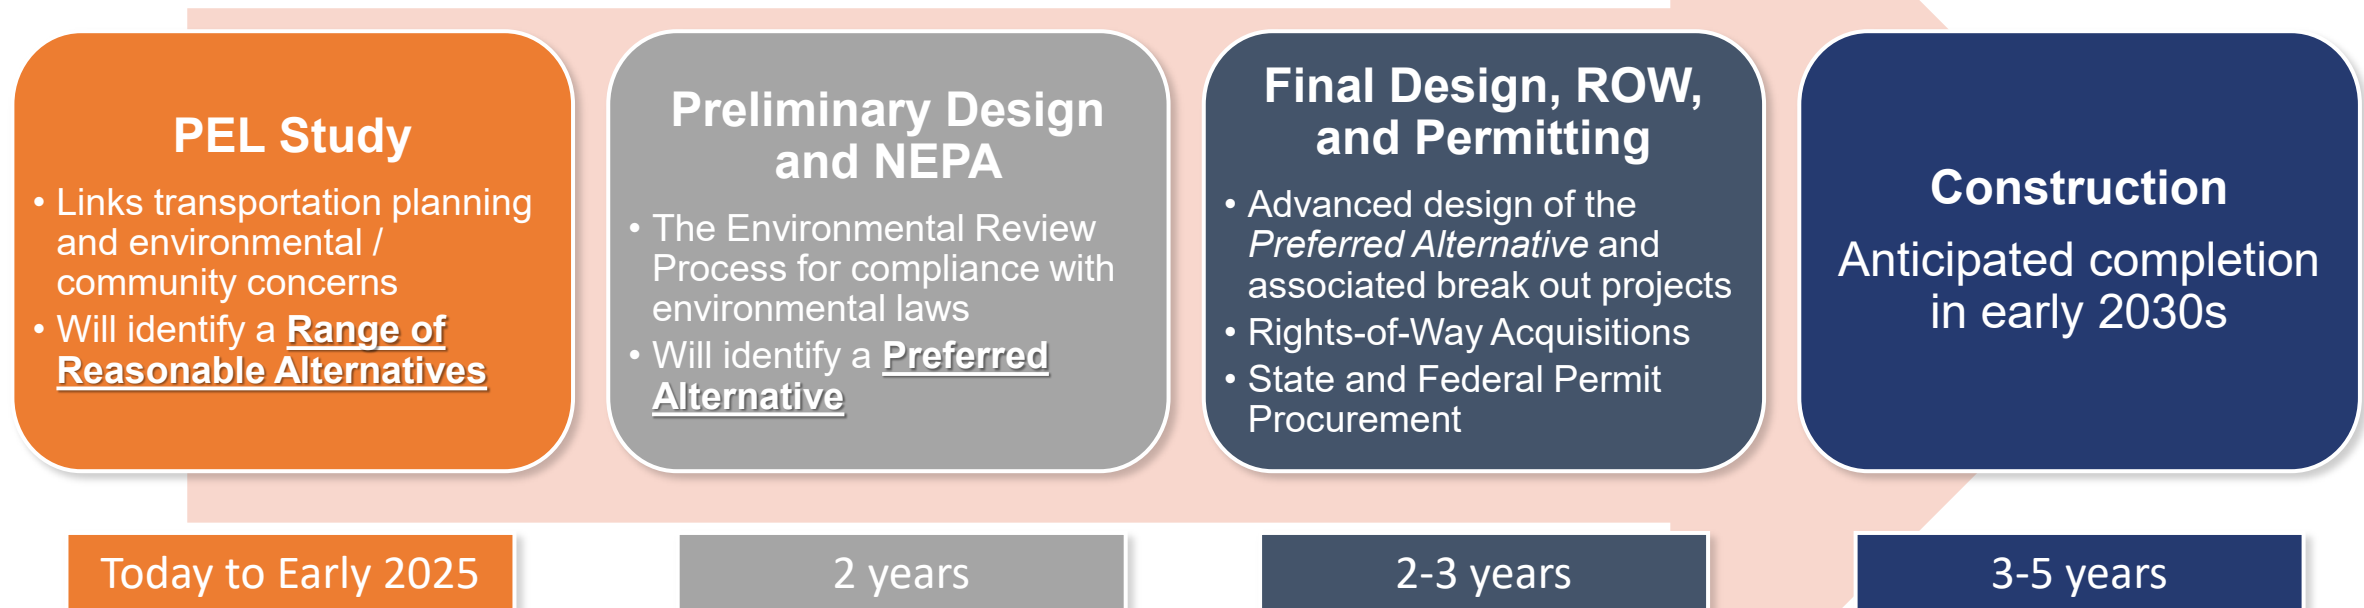 PEL Study
• Links transportation planning
and environmental /
community concerns
• Will identify a Range of
Reasonable Alternatives
Preliminary Design
and NEPA
• The Environmental Review
Process for compliance with
environmental laws
• Will identify a Preferred
Alternative
Final Design, ROW,
and Permitting
• Advanced design of the
Preferred Alternative and
associated break out projects
• Rights-of-Way Acquisitions
• State and Federal Permit
Procurement
Construction
Anticipated completion
in early 2030s
Today to Early 2025
2 years
2-3 years
3-5 years